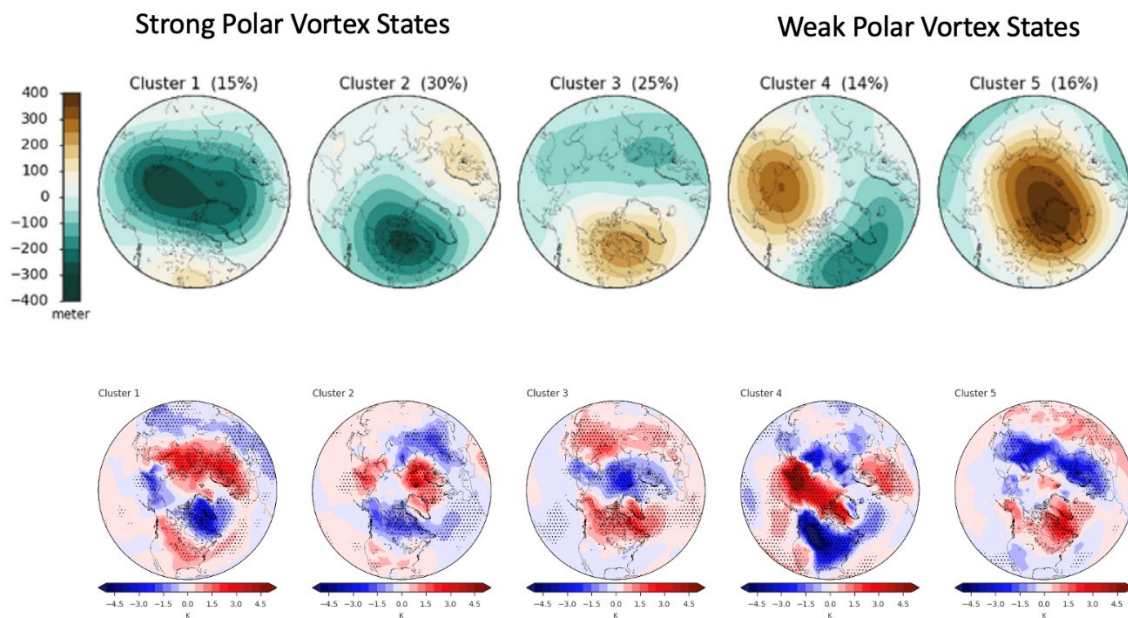 Strong Polar Vortex States
Weak Polar Vortex States
Cluster 1 (15%)
Cluster 2 (30%)
Cluster 3 (25%)
Cluster 4 (14%)
Cluster 5 (16%)
400
300
200
100
0
−100
−200
−300
−400
meter
Cluster 1
Cluster 2
Cluster 3
Cluster 4
Cluster 5
−4.5 −3.0 −1.5 0.0 1.5 3.0 4.5
K
−4.5 −3.0 −1.5 0.0 1.5 3.0 4.5
K
−4.5 −3.0 −1.5 0.0 1.5 3.0 4.5
K
−4.5 −3.0 −1.5 0.0 1.5 3.0 4.5
K
−4.5 −3.0 −1.5 0.0 1.5 3.0 4.5
K